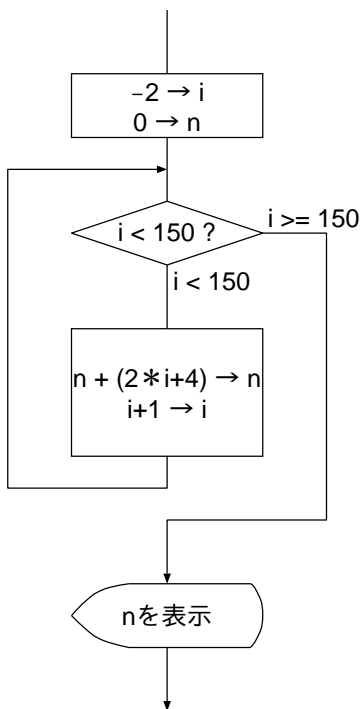 −2 → i
0 → n
i < 150 ?
i >= 150
i < 150
n + (2＊i+4) → n
i+1 → i
nを表示